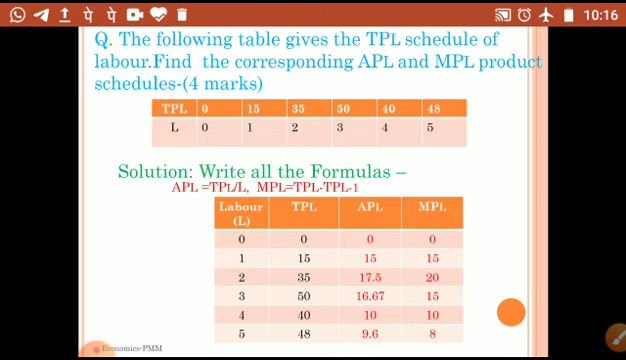 10:16
Q. The following table gives the TPL schedule of
labour.Find the corresponding APL and MPL product
schedules-(4 marks)
TPL 0 15 35 50 40 48
L 0 1 2 3 4 5
Solution: Write all the Formulas –
APL =TPL/L, MPL=TPL-TPL-1
Labour (L) TPL APL MPL
0 0 0 0
1 15 15 15
2 35 17.5 20
3 50 16.67 15
4 40 10 10
5 48 9.6 8
Economics-PMM